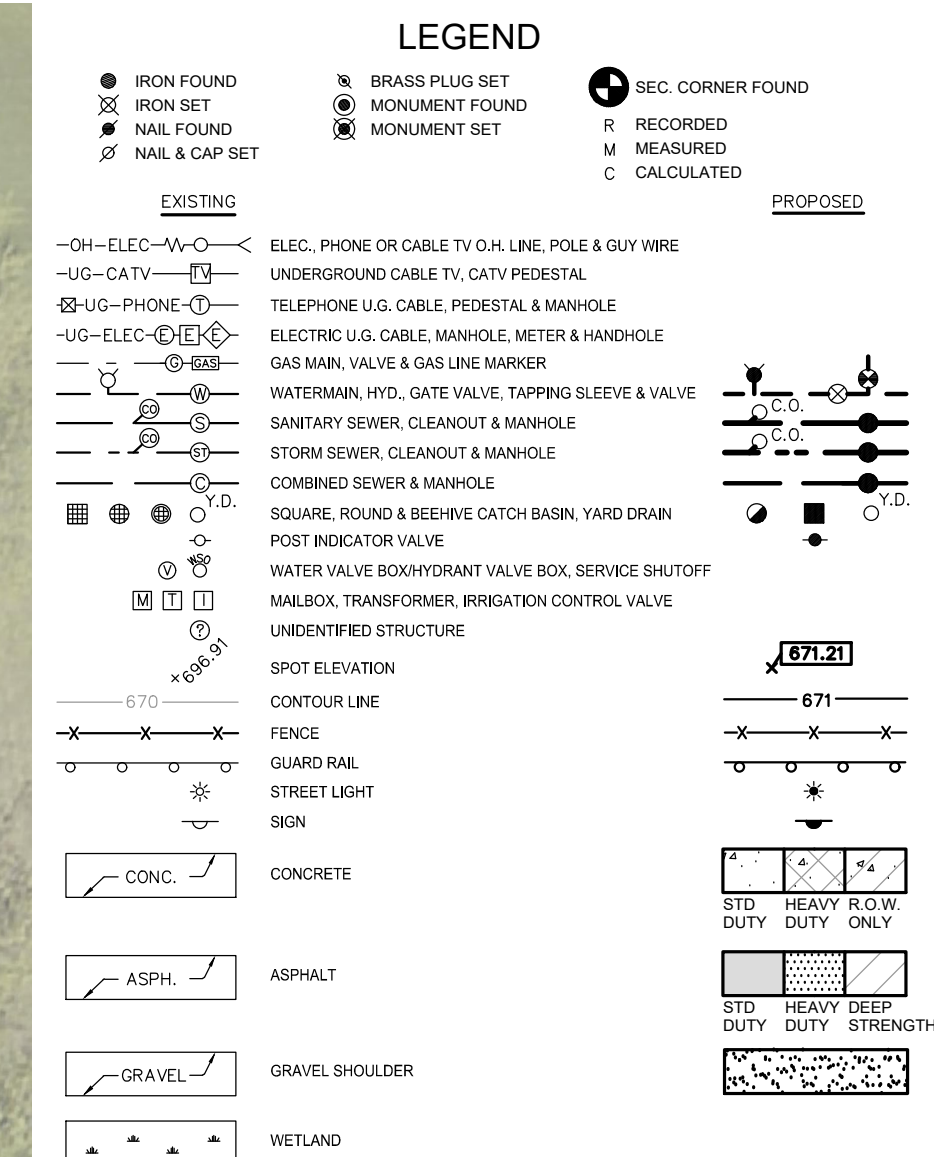 LEGEND
IRON FOUND
IRON SET
NAIL FOUND
NAIL & CAP SET
BRASS PLUG SET
MONUMENT FOUND
MONUMENT SET
SEC. CORNER FOUND
R RECORDED
M MEASURED
C CALCULATED
EXISTING PROPOSED
OH-ELEC ELEC., PHONE OR CABLE TV O.H. LINE, POLE & GUY WIRE
UG-CATV TV UNDERGROUND CABLE TV, CATV PEDESTAL
UG-PHONE T TELEPHONE U.G. CABLE, PEDESTAL & MANHOLE
UG-ELEC E E E ELECTRIC U.G. CABLE, MANHOLE, METER & HANDHOLE
G GAS GAS MAIN, VALVE & GAS LINE MARKER
W WATERMAIN, HYD., GATE VALVE, TAPPING SLEEVE & VALVE
CO S SANITARY SEWER, CLEANOUT & MANHOLE C.O.
CO ST STORM SEWER, CLEANOUT & MANHOLE C.O.
C COMBINED SEWER & MANHOLE
Y.D. SQUARE, ROUND & BEEHIVE CATCH BASIN, YARD DRAIN Y.D.
POST INDICATOR VALVE
V WSO WATER VALVE BOX/HYDRANT VALVE BOX, SERVICE SHUTOFF
M T I MAILBOX, TRANSFORMER, IRRIGATION CONTROL VALVE
? UNIDENTIFIED STRUCTURE
×696.91 SPOT ELEVATION 671.21
670 CONTOUR LINE 671
FENCE
GUARD RAIL
STREET LIGHT
SIGN
CONC. CONCRETE
STD DUTY HEAVY DUTY R.O.W. ONLY
ASPH. ASPHALT
STD DUTY HEAVY DUTY DEEP STRENGTH
GRAVEL GRAVEL SHOULDER
WETLAND